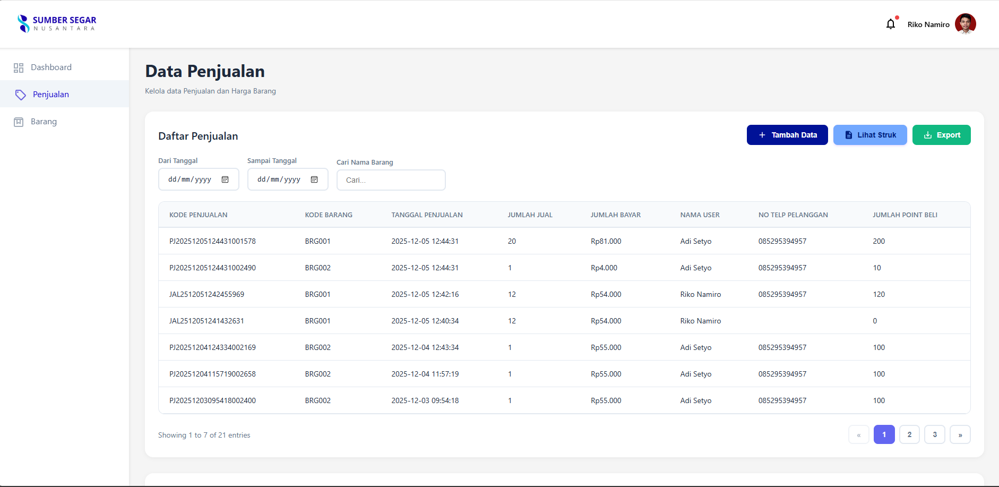 SUMBER SEGAR
NUSANTARA
Riko Namiro
Dashboard
Penjualan
Barang
Data Penjualan
Kelola data Penjualan dan Harga Barang
Daftar Penjualan
Tambah Data
Lihat Struk
Export
Dari Tanggal
Sampai Tanggal
Cari Nama Barang
dd/mm/yyyy
dd/mm/yyyy
Cari...
KODE PENJUALAN KODE BARANG TANGGAL PENJUALAN JUMLAH JUAL JUMLAH BAYAR NAMA USER NO TELP PELANGGAN JUMLAH POINT BELI
PJ20251205124431001578 BRG001 2025-12-05 12:44:31 20 Rp81.000 Adi Setyo 085295394957 200
PJ20251205124431002490 BRG002 2025-12-05 12:44:31 1 Rp4.000 Adi Setyo 085295394957 10
JAL2512051242455969 BRG001 2025-12-05 12:42:16 12 Rp54.000 Riko Namiro 085295394957 120
JAL2512051241432631 BRG001 2025-12-05 12:40:34 12 Rp54.000 Riko Namiro 0
PJ20251204124334002169 BRG002 2025-12-04 12:43:34 1 Rp55.000 Adi Setyo 085295394957 100
PJ20251204115719002658 BRG002 2025-12-04 11:57:19 1 Rp55.000 Adi Setyo 085295394957 100
PJ20251203095418002400 BRG002 2025-12-03 09:54:18 1 Rp55.000 Adi Setyo 085295394957 100
Showing 1 to 7 of 21 entries
« 1 2 3 »